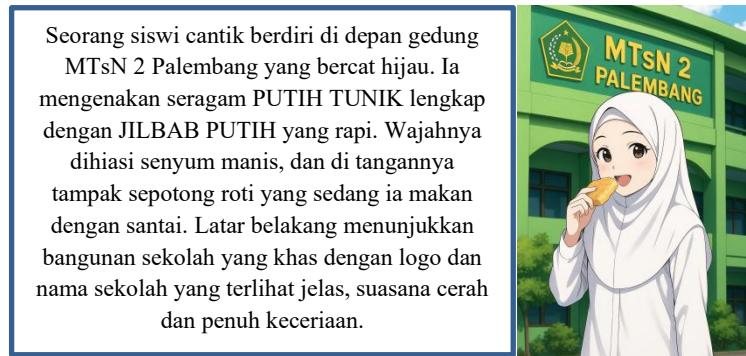 Seorang siswi cantik berdiri di depan gedung
MTsN 2 Palembang yang bercat hijau. Ia
mengenakan seragam PUTIH TUNIK lengkap
dengan JILBAB PUTIH yang rapi. Wajahnya
dihiasi senyum manis, dan di tangannya
tampak sepotong roti yang sedang ia makan
dengan santai. Latar belakang menunjukkan
bangunan sekolah yang khas dengan logo dan
nama sekolah yang terlihat jelas, suasana cerah
dan penuh keceriaan.
MTsN 2
PALEMBANG